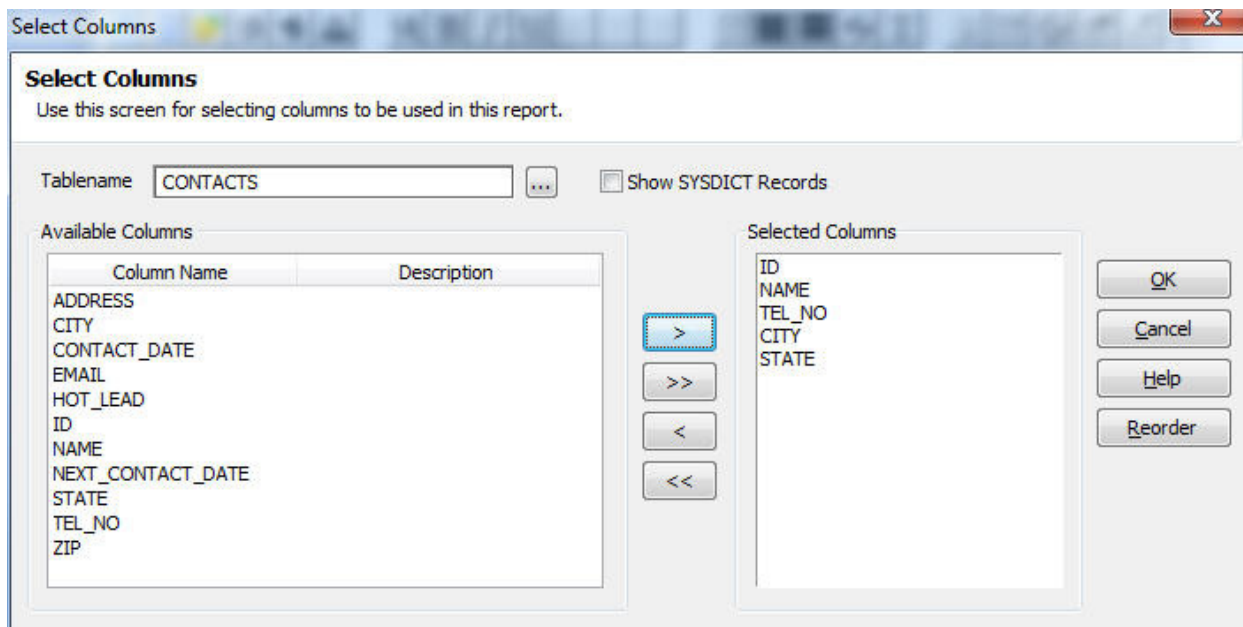 Select Columns
X
Select Columns
Use this screen for selecting columns to be used in this report.
Tablename CONTACTS ... Show SYSDICT Records
Available Columns
Column Name Description
ADDRESS
CITY
CONTACT_DATE
EMAIL
HOT_LEAD
ID
NAME
NEXT_CONTACT_DATE
STATE
TEL_NO
ZIP
>
>>
<
<<
Selected Columns
ID
NAME
TEL_NO
CITY
STATE
OK
Cancel
Help
Reorder